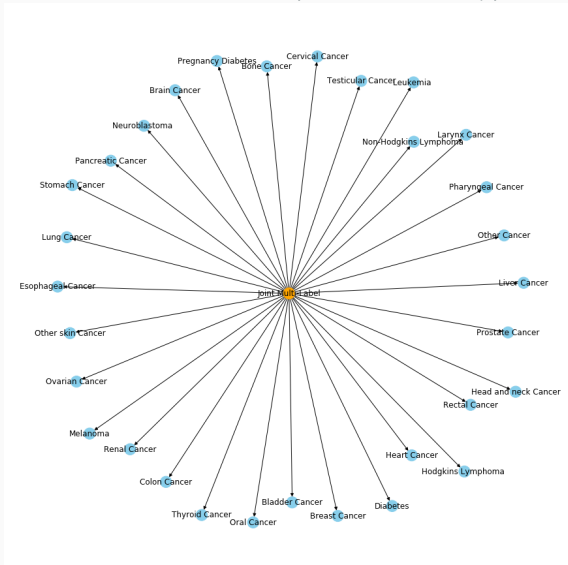 Cervical Cancer
Pregnancy Diabetes
Bone Cancer
Testicular Cancer
Leukemia
Brain Cancer
Neuroblastoma
Larynx Cancer
Non-Hodgkins Lymphoma
Pancreatic Cancer
Stomach Cancer
Pharyngeal Cancer
Lung Cancer
Other Cancer
Liver Cancer
Esophageal Cancer
Joint Multi-Label
Other skin Cancer
Prostate Cancer
Ovarian Cancer
Head and neck Cancer
Rectal Cancer
Melanoma
Renal Cancer
Heart Cancer
Hodgkins Lymphoma
Colon Cancer
Bladder Cancer
Diabetes
Thyroid Cancer
Breast Cancer
Oral Cancer